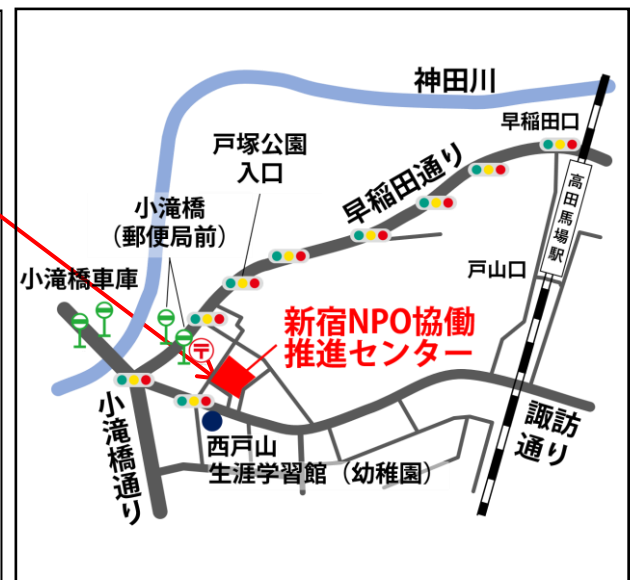 神田川
早稲田口
戸塚公園
入口
早稲田通り
高田馬場駅
小滝橋
（郵便局前）
戸山口
小滝橋車庫
新宿NPO協働
推進センター
〒
小滝橋通り
諏訪
通り
西戸山
生涯学習館（幼稚園）